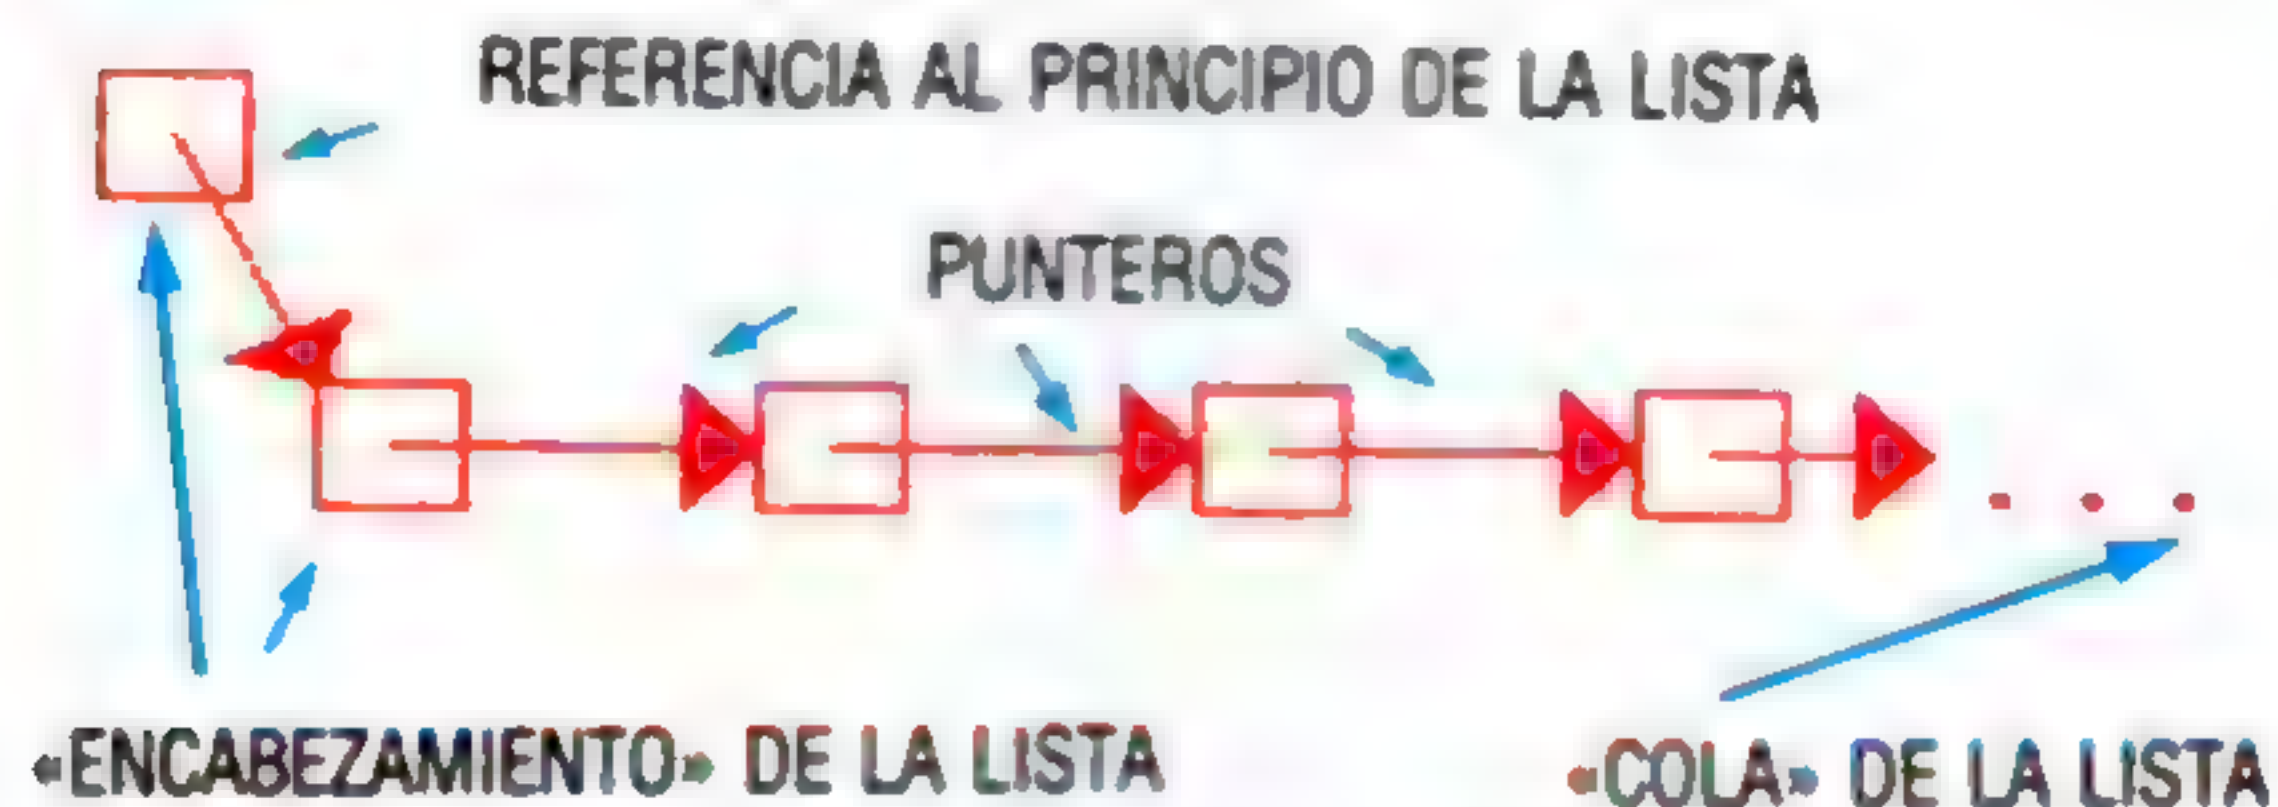 REFERENCIA AL PRINCIPIO DE LA LISTA
PUNTEROS
«ENCABEZAMIENTO» DE LA LISTA
«COLA» DE LA LISTA